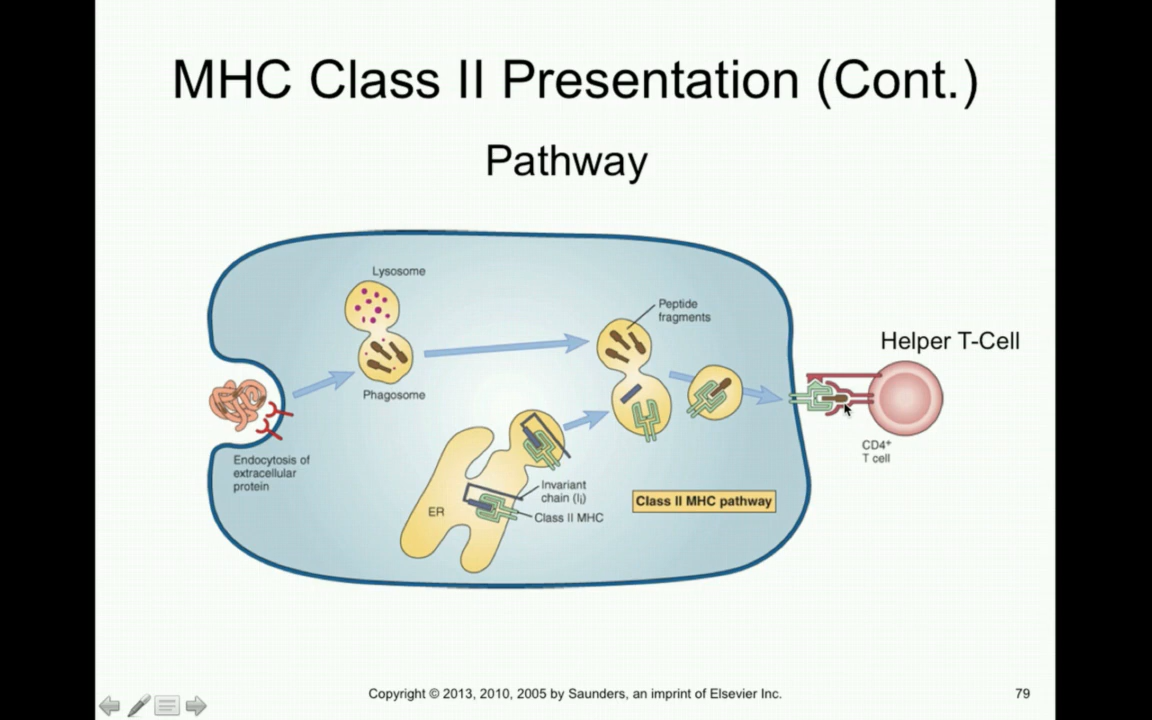 MHC Class II Presentation (Cont.)
Pathway
Lysosome
Peptide
fragments
Helper T-Cell
Phagosome
Endocytosis of
extracellular
protein
CD4⁺
T cell
Invariant
chain (Iᵢ)
Class II MHC
ER
Class II MHC pathway
Copyright © 2013, 2010, 2005 by Saunders, an imprint of Elsevier Inc.
79